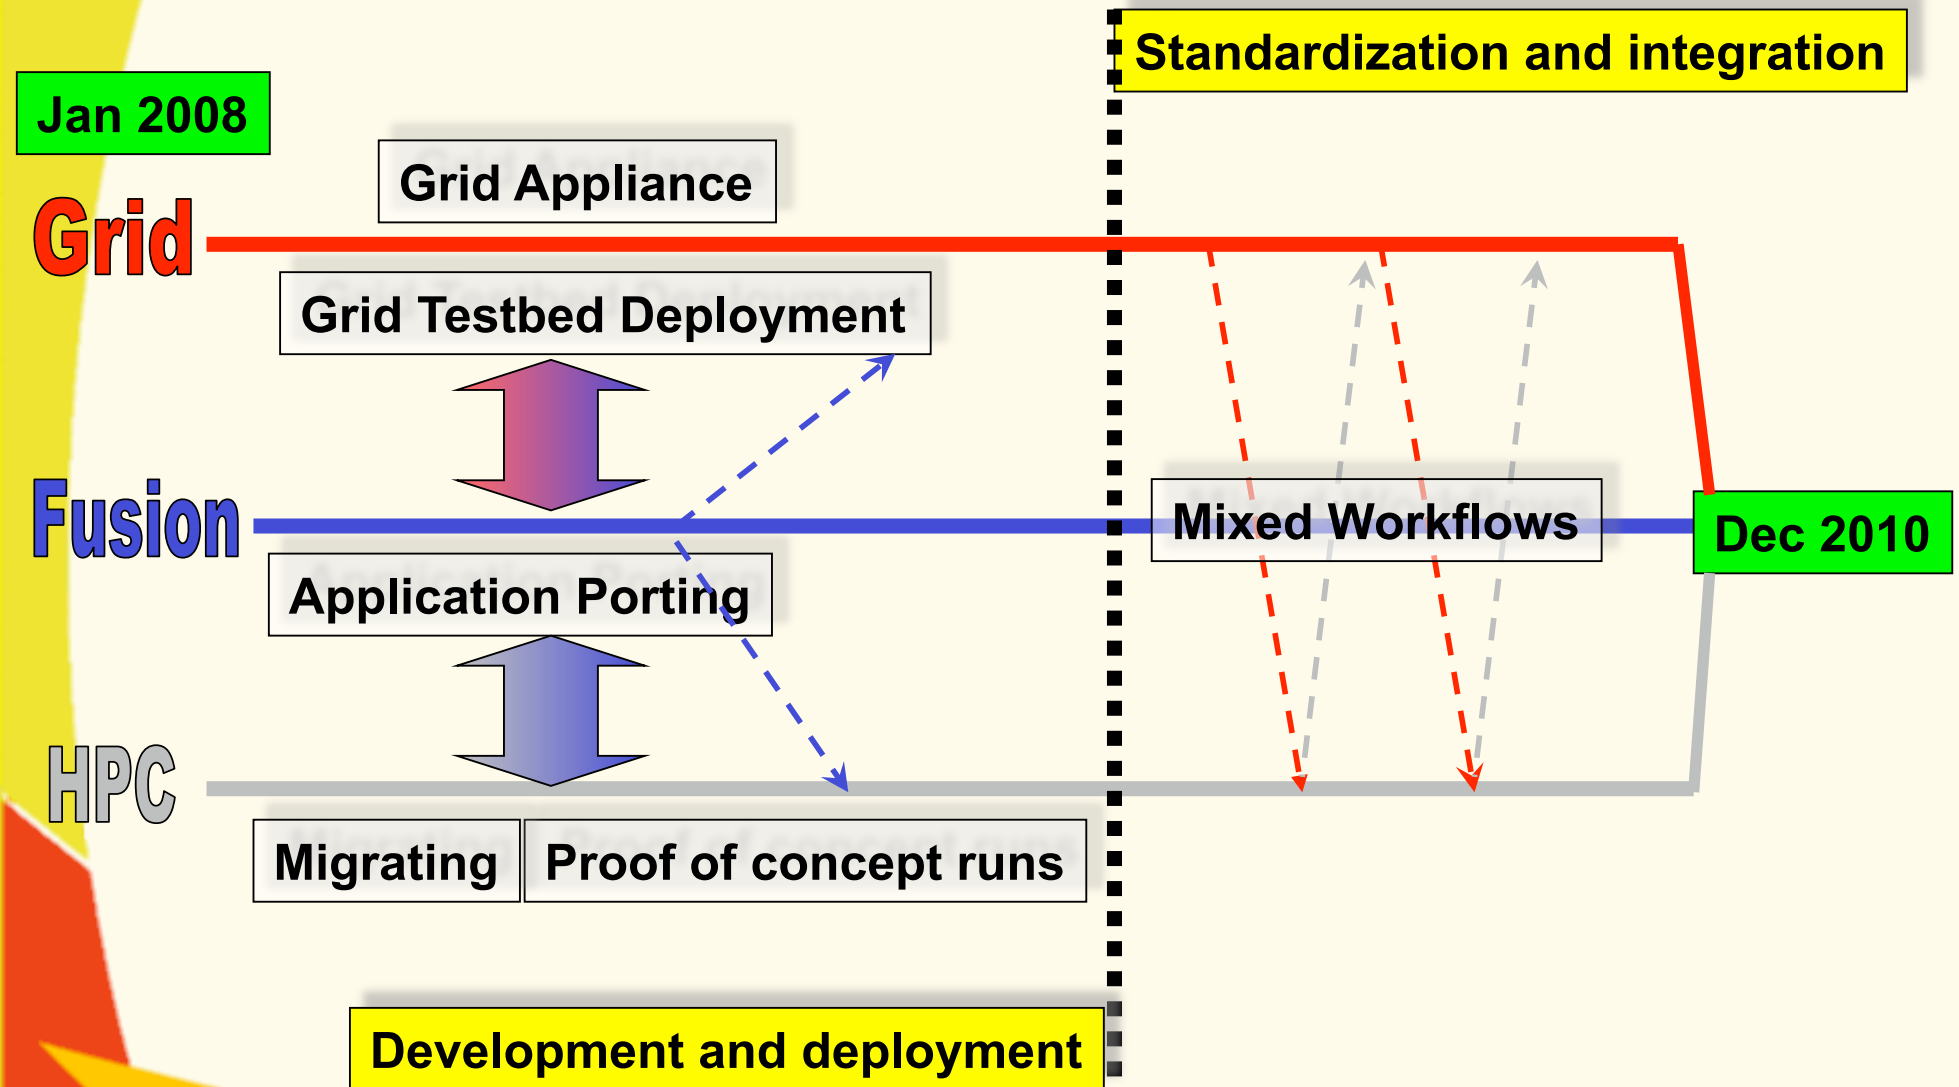 Standardization and integration
Jan 2008
Grid Appliance
Grid
Grid Testbed Deployment
Fusion
Mixed Workflows
Dec 2010
Application Porting
HPC
Migrating
Proof of concept runs
Development and deployment